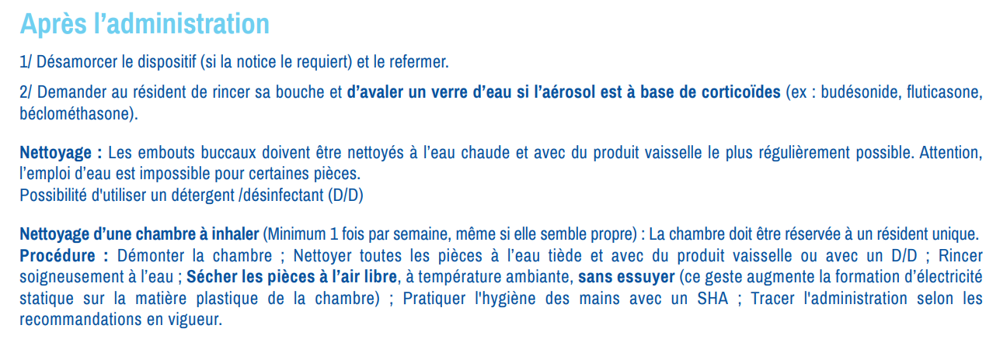 Après l’administration
1/ Désamorcer le dispositif (si la notice le requiert) et le refermer.
2/ Demander au résident de rincer sa bouche et d’avaler un verre d’eau si l’aérosol est à base de corticoïdes (ex : budésonide, fluticasone,
béclométhasone).
Nettoyage : Les embouts buccaux doivent être nettoyés à l’eau chaude et avec du produit vaisselle le plus régulièrement possible. Attention,
l’emploi d’eau est impossible pour certaines pièces.
Possibilité d'utiliser un détergent /désinfectant (D/D)
Nettoyage d’une chambre à inhaler (Minimum 1 fois par semaine, même si elle semble propre) : La chambre doit être réservée à un résident unique.
Procédure : Démonter la chambre ; Nettoyer toutes les pièces à l’eau tiède et avec du produit vaisselle ou avec un D/D ; Rincer
soigneusement à l’eau ; Sécher les pièces à l’air libre, à température ambiante, sans essuyer (ce geste augmente la formation d’électricité
statique sur la matière plastique de la chambre) ; Pratiquer l'hygiène des mains avec un SHA ; Tracer l'administration selon les
recommandations en vigueur.